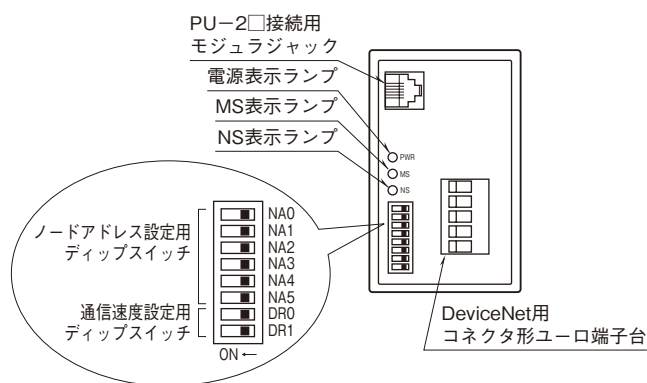 PU－2□接続用
モジュラジャック
電源表示ランプ
MS表示ランプ
NS表示ランプ
PWR
MS
NS
ノードアドレス設定用
ディップスイッチ
NA0
NA1
NA2
NA3
NA4
NA5
通信速度設定用
ディップスイッチ
DR0
DR1
ON ←
DeviceNet用
コネクタ形ユーロ端子台